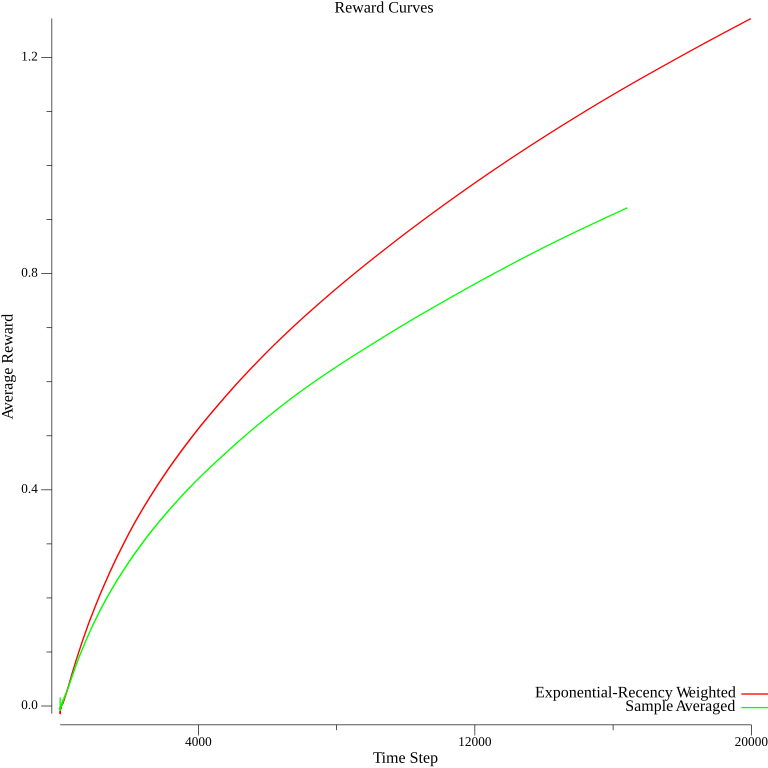 Reward Curves
1.2
0.8
Average Reward
0.4
0.0
Exponential-Recency Weighted
Sample Averaged
4000
12000
20000
Time Step